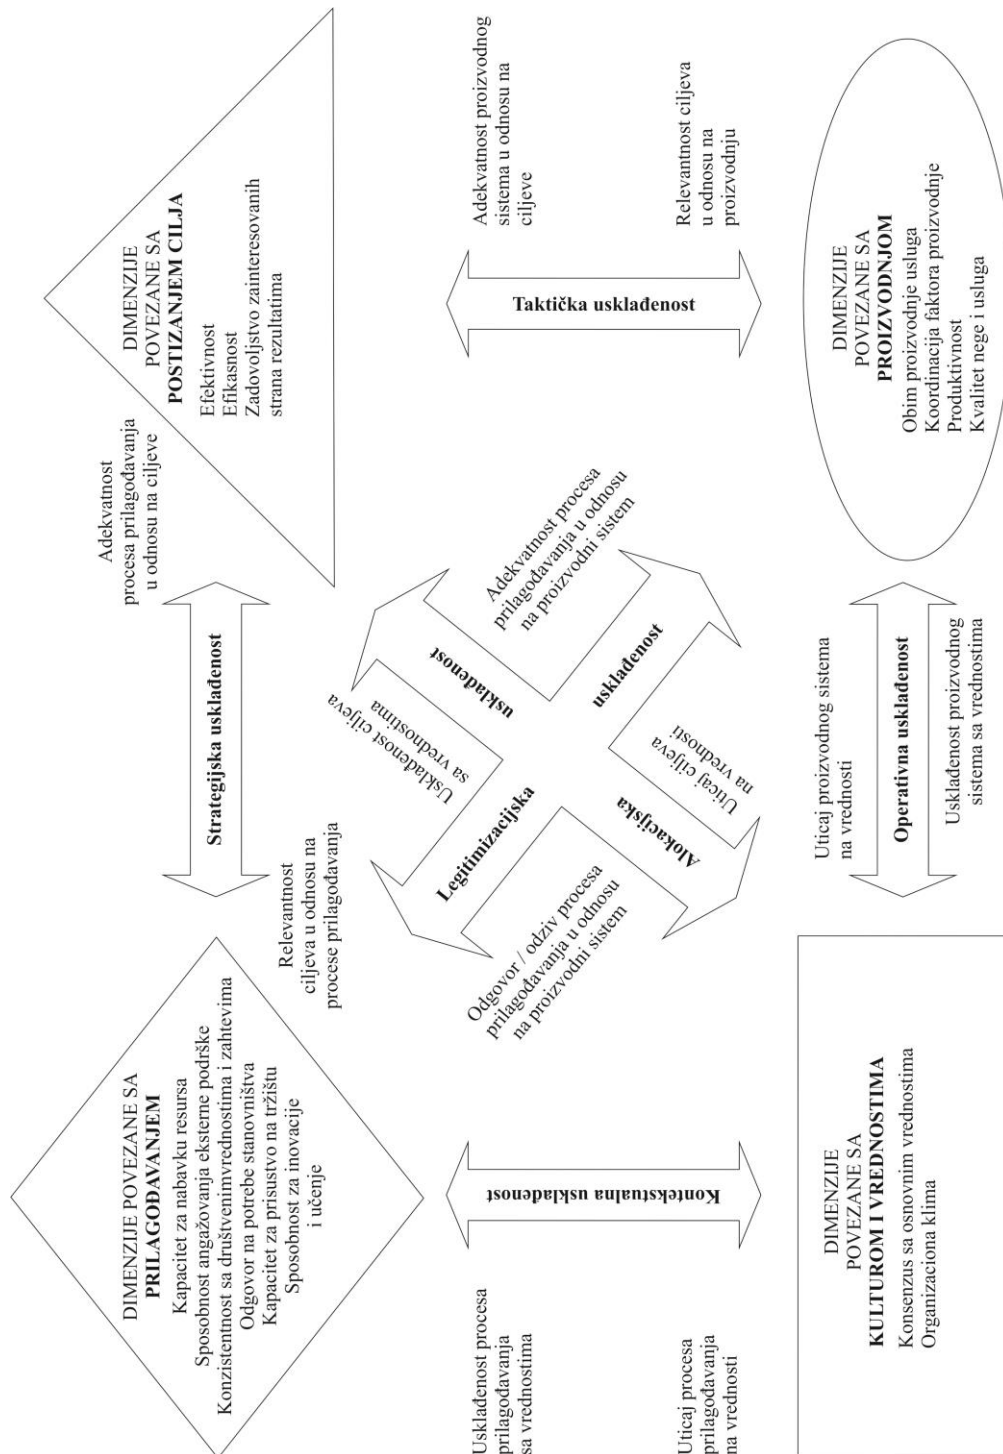 DIMENZIJE POVEZANE SA
PRILAGOĐAVANJEM
Kapacitet za nabavku resursa
Sposobnost angažovanja eksterne podrške
Konzistentnost sa društvenimvrednostima i zahtevima
Odgovor na potrebe stanovništva
Kapacitet za prisustvo na tržištu
Sposobnost za inovacije
i učenje
Strategijska usklađenost
Relevantnost
ciljeva u odnosu na
procese prilagođavanja
Adekvatnost
procesa prilagođavanja
u odnosu na ciljeve
DIMENZIJE
POVEZANE SA
POSTIZANJEM CILJA
Efektivnost
Efikasnost
Zadovoljstvo zainteresovanih
strana rezultatima
Usklađenost procesa
prilagođavanja
sa vrednostima
Kontekstualna usklađenost
Uticaj procesa
prilagođavanja
na vrednosti
Legitimizacijska
usklađenost
Usklađenost ciljeva
sa vrednostima
Adekvatnost procesa
prilagođavanja u odnosu
na proizvodni sistem
Odgovor / odziv procesa
prilagođavanja u odnosu
na proizvodni sistem
Alokacijska
usklađenost
Uticaj ciljeva
na vrednosti
Adekvatnost proizvodnog
sistema u odnosu na
ciljeve
Taktička usklađenost
Relevantnost ciljeva
u odnosu na
proizvodnju
DIMENZIJE
POVEZANE SA
KULTUROM I VREDNOSTIMA
Konsenzus sa osnovnim vrednostima
Organizaciona klima
Uticaj proizvodnog sistema
na vrednosti
Operativna usklađenost
Usklađenost proizvodnog
sistema sa vrednostima
DIMENZIJE
POVEZANE SA
PROIZVODNJOM
Obim proizvodnje usluga
Koordinacija faktora proizvodnje
Produktivnost
Kvalitet nege i usluga